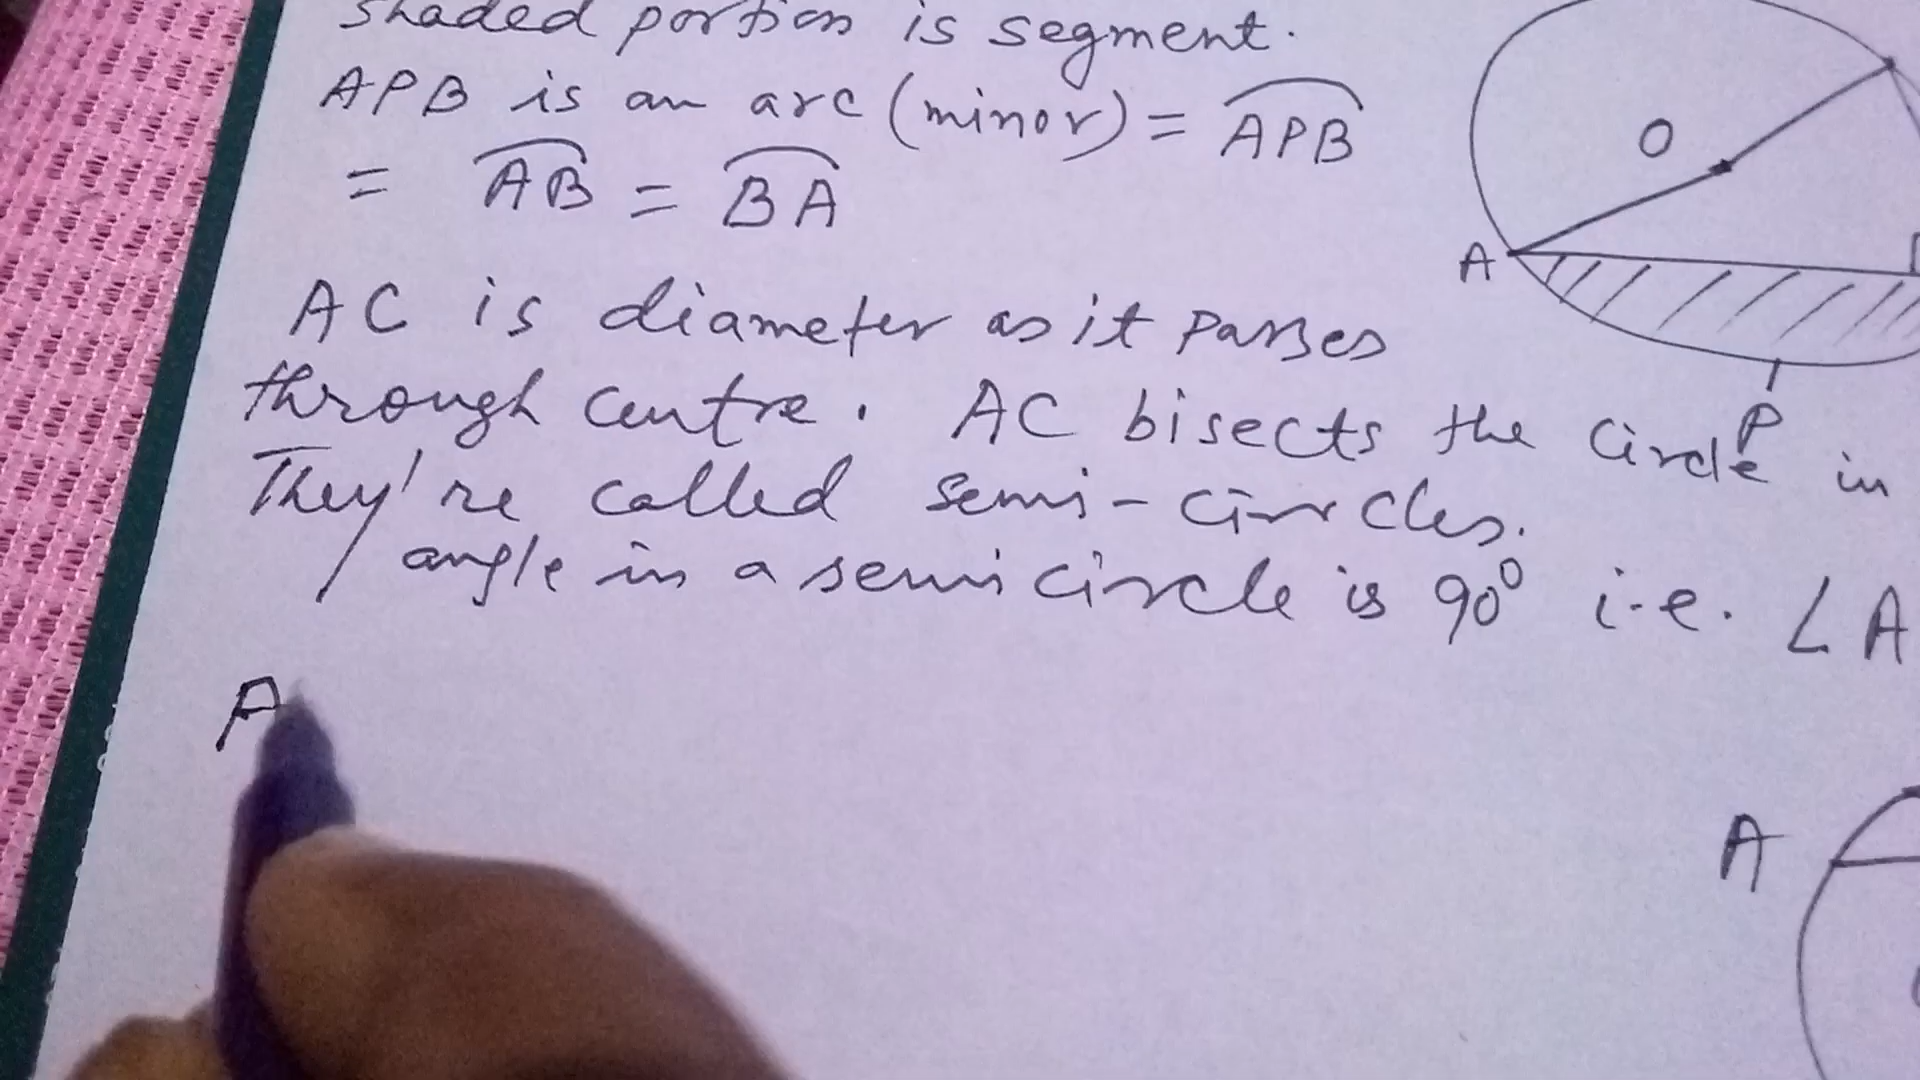 shaded portion is segment.
APB is an arc (minor) = APB
= AB = BA
AC is diameter as it passes
through centre. AC bisects the circle in
They're called semi-circles.
angle in a semicircle is 90° i.e. ∠A
A
O
A
P
A